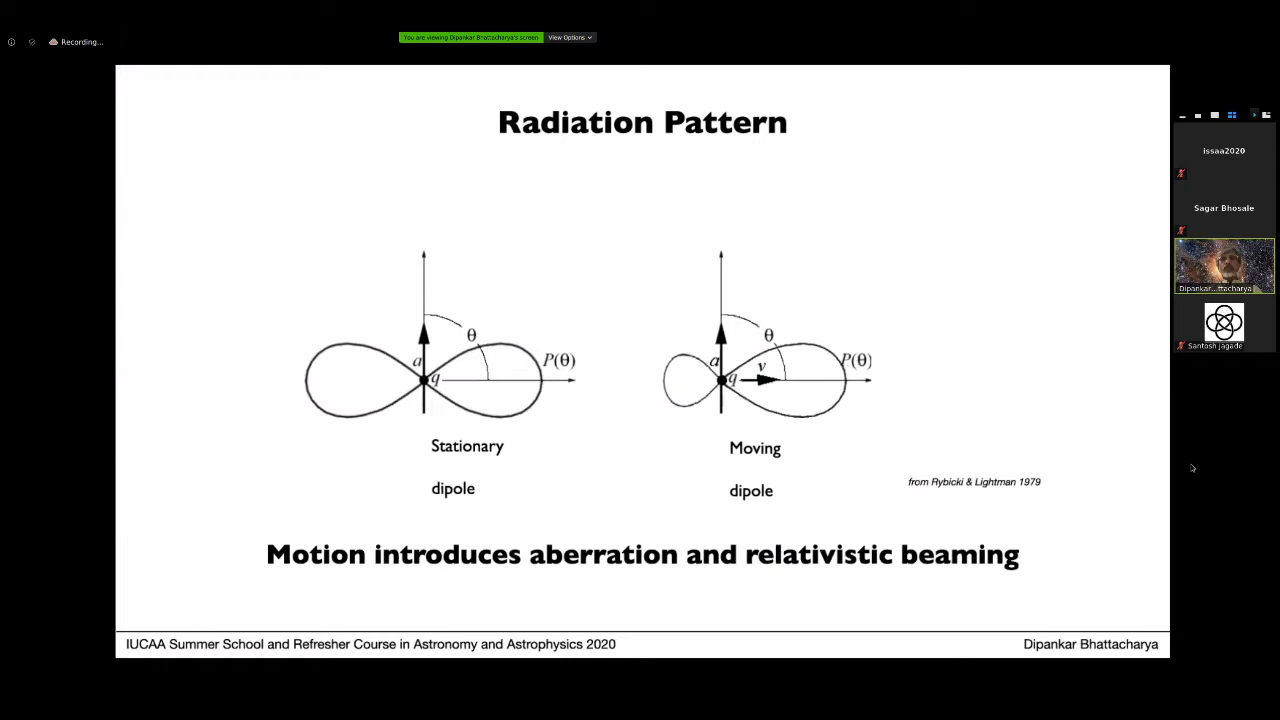 Recording...
You are viewing Dipankar Bhattacharya's screen
View Options
Radiation Pattern
issaa2020
Sagar Bhosale
Dipankar...ttacharya
Santosh Jagade
θ
a
q
P(θ)
θ
a
q
v
P(θ)
Stationary
dipole
Moving
dipole
from Rybicki & Lightman 1979
Motion introduces aberration and relativistic beaming
IUCAA Summer School and Refresher Course in Astronomy and Astrophysics 2020
Dipankar Bhattacharya